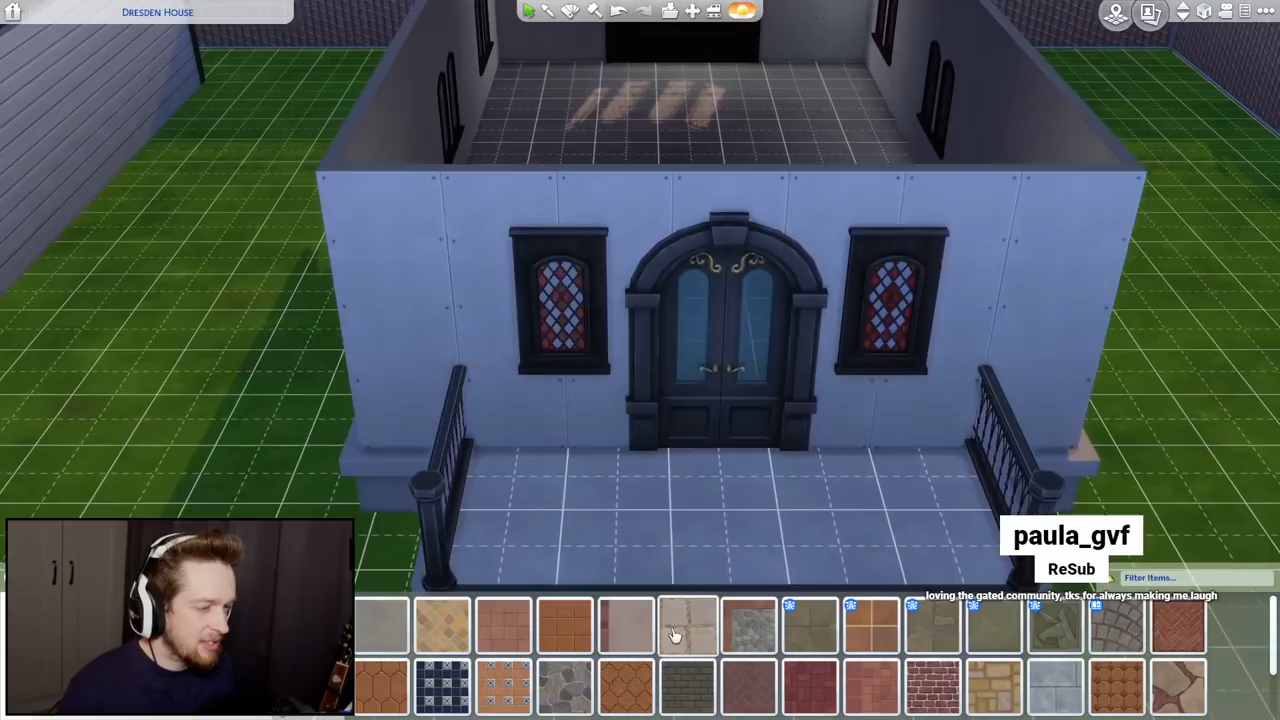 DRESDEN HOUSE
paula_gvf
ReSub
Filter Items...
loving the gated community, tks for always making me laugh